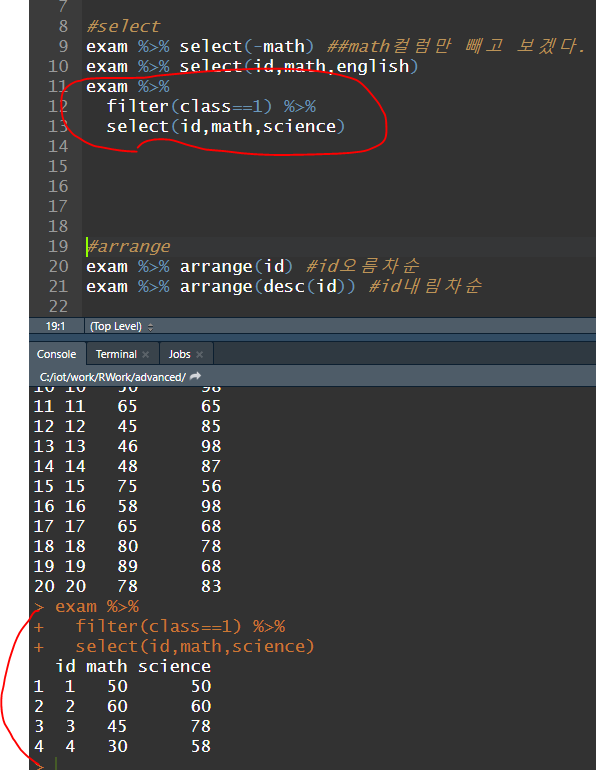 7
8 #select
9 exam %>% select(-math) ##math컬럼만 빼고 보겠다.
10 exam %>% select(id,math,english)
11 exam %>%
12 filter(class==1) %>%
13 select(id,math,science)
14
15
16
17
18
19 #arrange
20 exam %>% arrange(id) #id오름차순
21 exam %>% arrange(desc(id)) #id내림차순
22
19:1 (Top Level)
Console Terminal Jobs
C:/iot/work/RWork/advanced/
10 10 50 98
11 11 65 65
12 12 45 85
13 13 46 98
14 14 48 87
15 15 75 56
16 16 58 98
17 17 65 68
18 18 80 78
19 19 89 68
20 20 78 83
> exam %>%
+ filter(class==1) %>%
+ select(id,math,science)
id math science
1 1 50 50
2 2 60 60
3 3 45 78
4 4 30 58
>